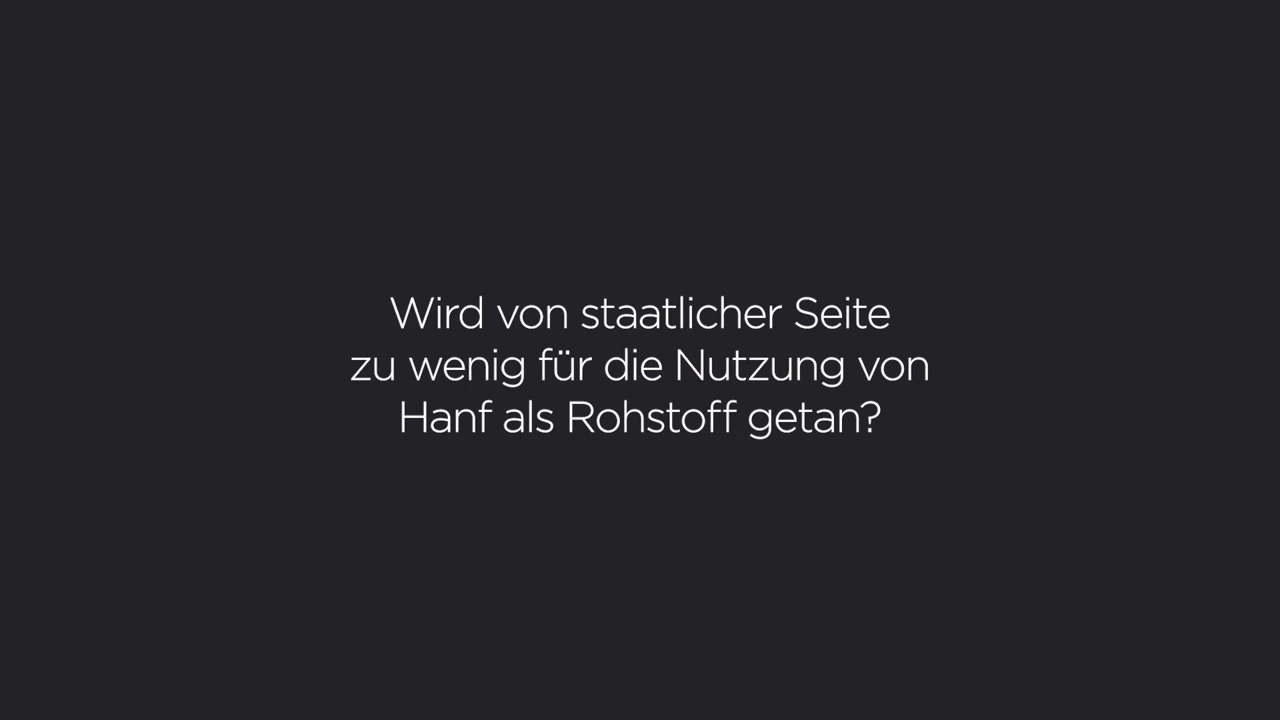 Wird von staatlicher Seite
zu wenig für die Nutzung von
Hanf als Rohstoff getan?